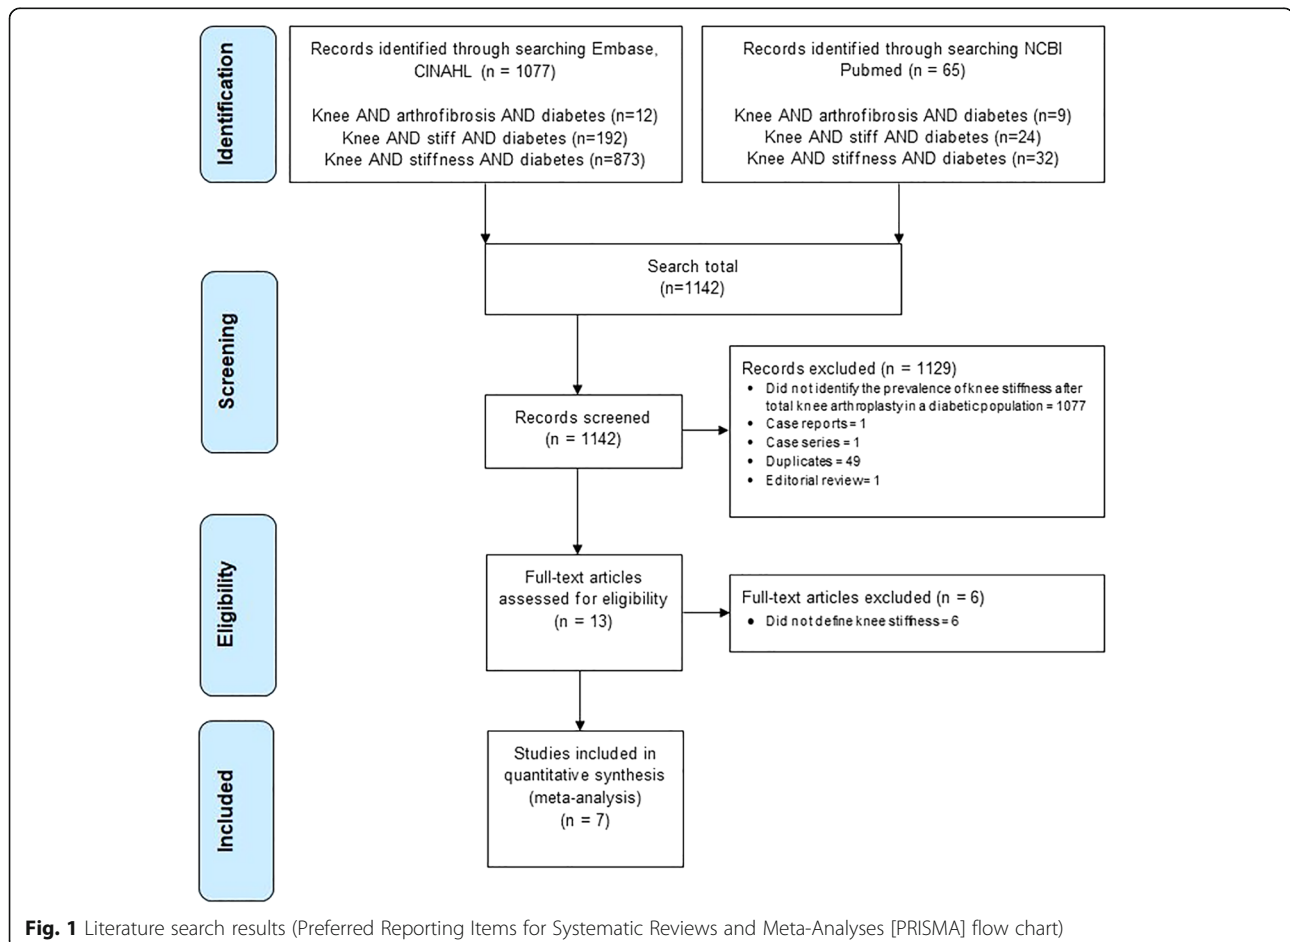 Identification
Records identified through searching Embase,
CINAHL (n = 1077)
Knee AND arthrofibrosis AND diabetes (n=12)
Knee AND stiff AND diabetes (n=192)
Knee AND stiffness AND diabetes (n=873)
Records identified through searching NCBI
Pubmed (n = 65)
Knee AND arthrofibrosis AND diabetes (n=9)
Knee AND stiff AND diabetes (n=24)
Knee AND stiffness AND diabetes (n=32)
Search total
(n=1142)
Screening
Records screened
(n = 1142)
Records excluded (n = 1129)
• Did not identify the prevalence of knee stiffness after
total knee arthroplasty in a diabetic population = 1077
• Case reports = 1
• Case series = 1
• Duplicates = 49
• Editorial review= 1
Eligibility
Full-text articles
assessed for eligibility
(n = 13)
Full-text articles excluded (n = 6)
• Did not define knee stiffness = 6
Included
Studies included in
quantitative synthesis
(meta-analysis)
(n = 7)
Fig. 1 Literature search results (Preferred Reporting Items for Systematic Reviews and Meta-Analyses [PRISMA] flow chart)